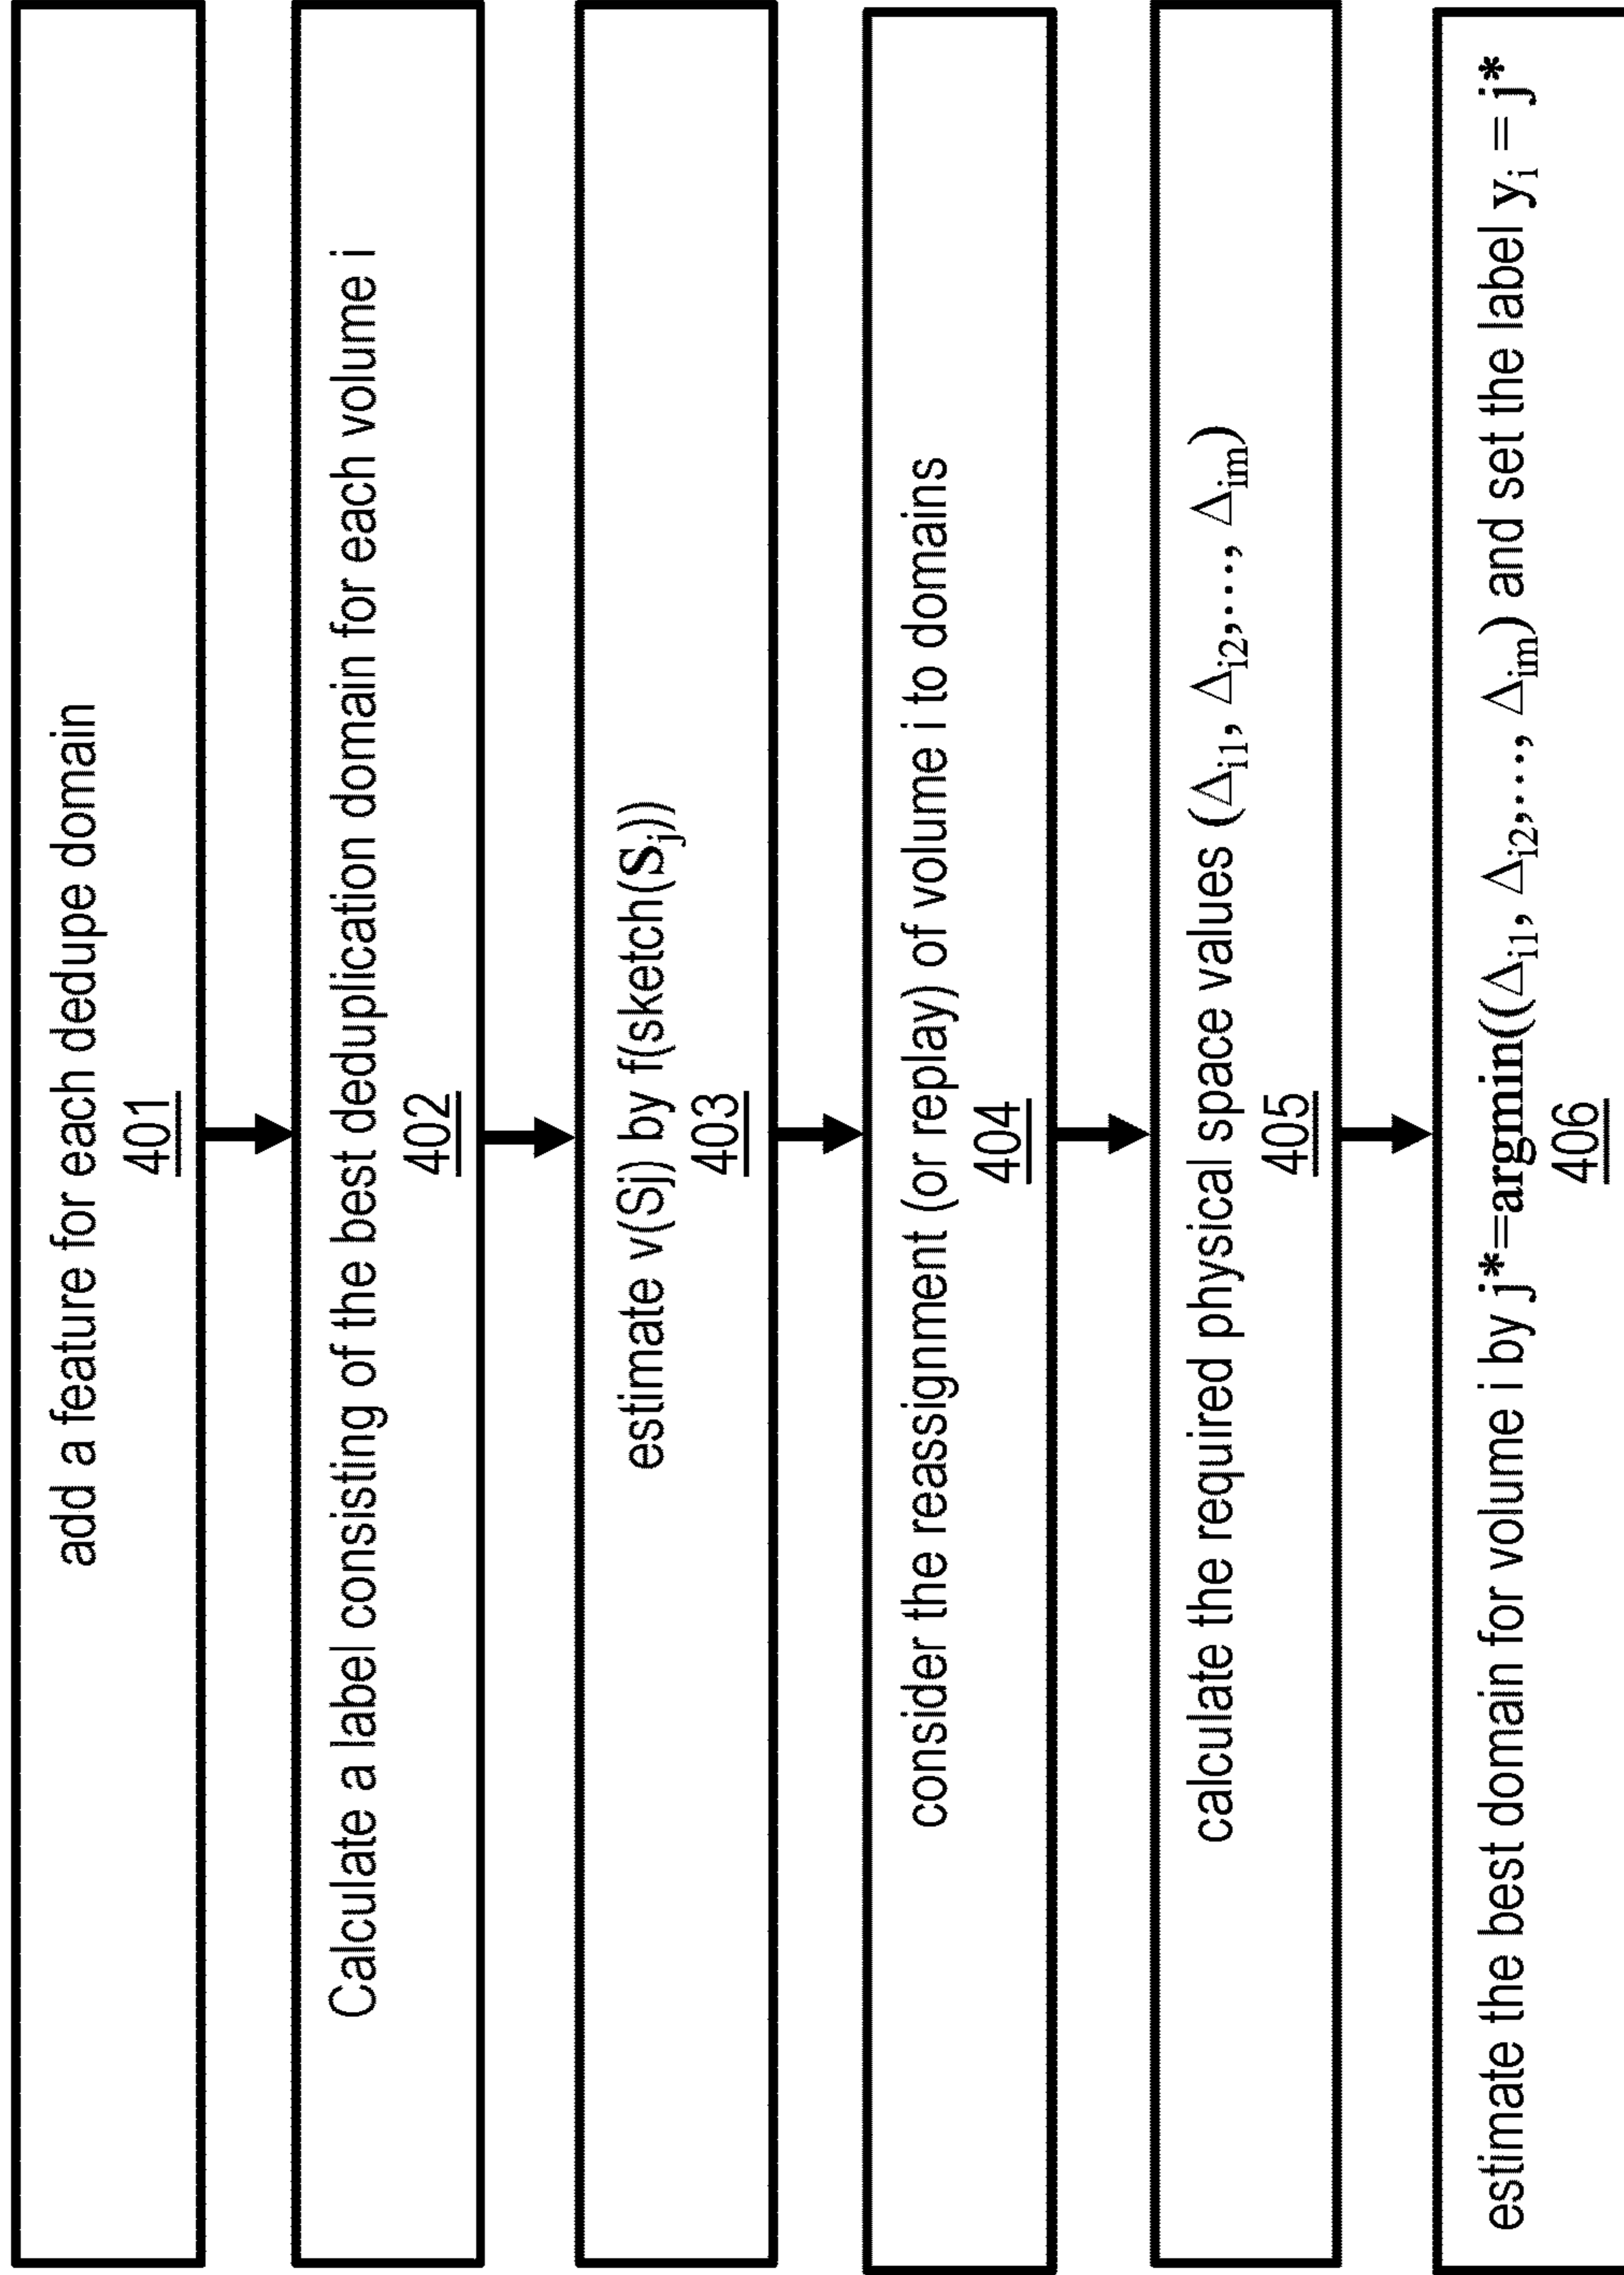 add a feature for each dedupe domain
401
Calculate a label consisting of the best deduplication domain for each volume i
402
estimate v(Sj) by f(sketch(Sⱼ))
403
consider the reassignment (or replay) of volume i to domains
404
calculate the required physical space values (Δi1, Δi2,..., Δim)
405
estimate the best domain for volume i by j*=argmin((Δi1, Δi2,..., Δim) and set the label yᵢ = j*
406